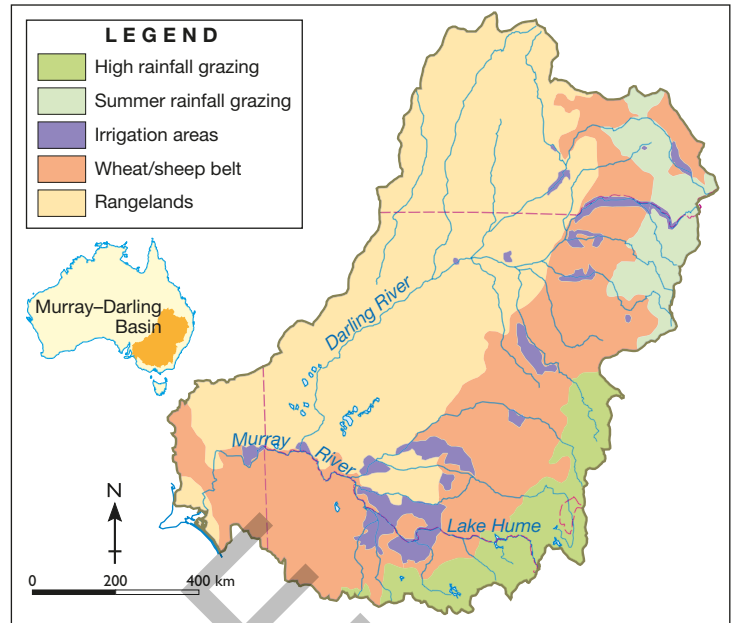 LEGEND
High rainfall grazing
Summer rainfall grazing
Irrigation areas
Wheat/sheep belt
Rangelands
Murray–Darling
Basin
Darling River
Murray River
Lake Hume
N
0 200 400 km